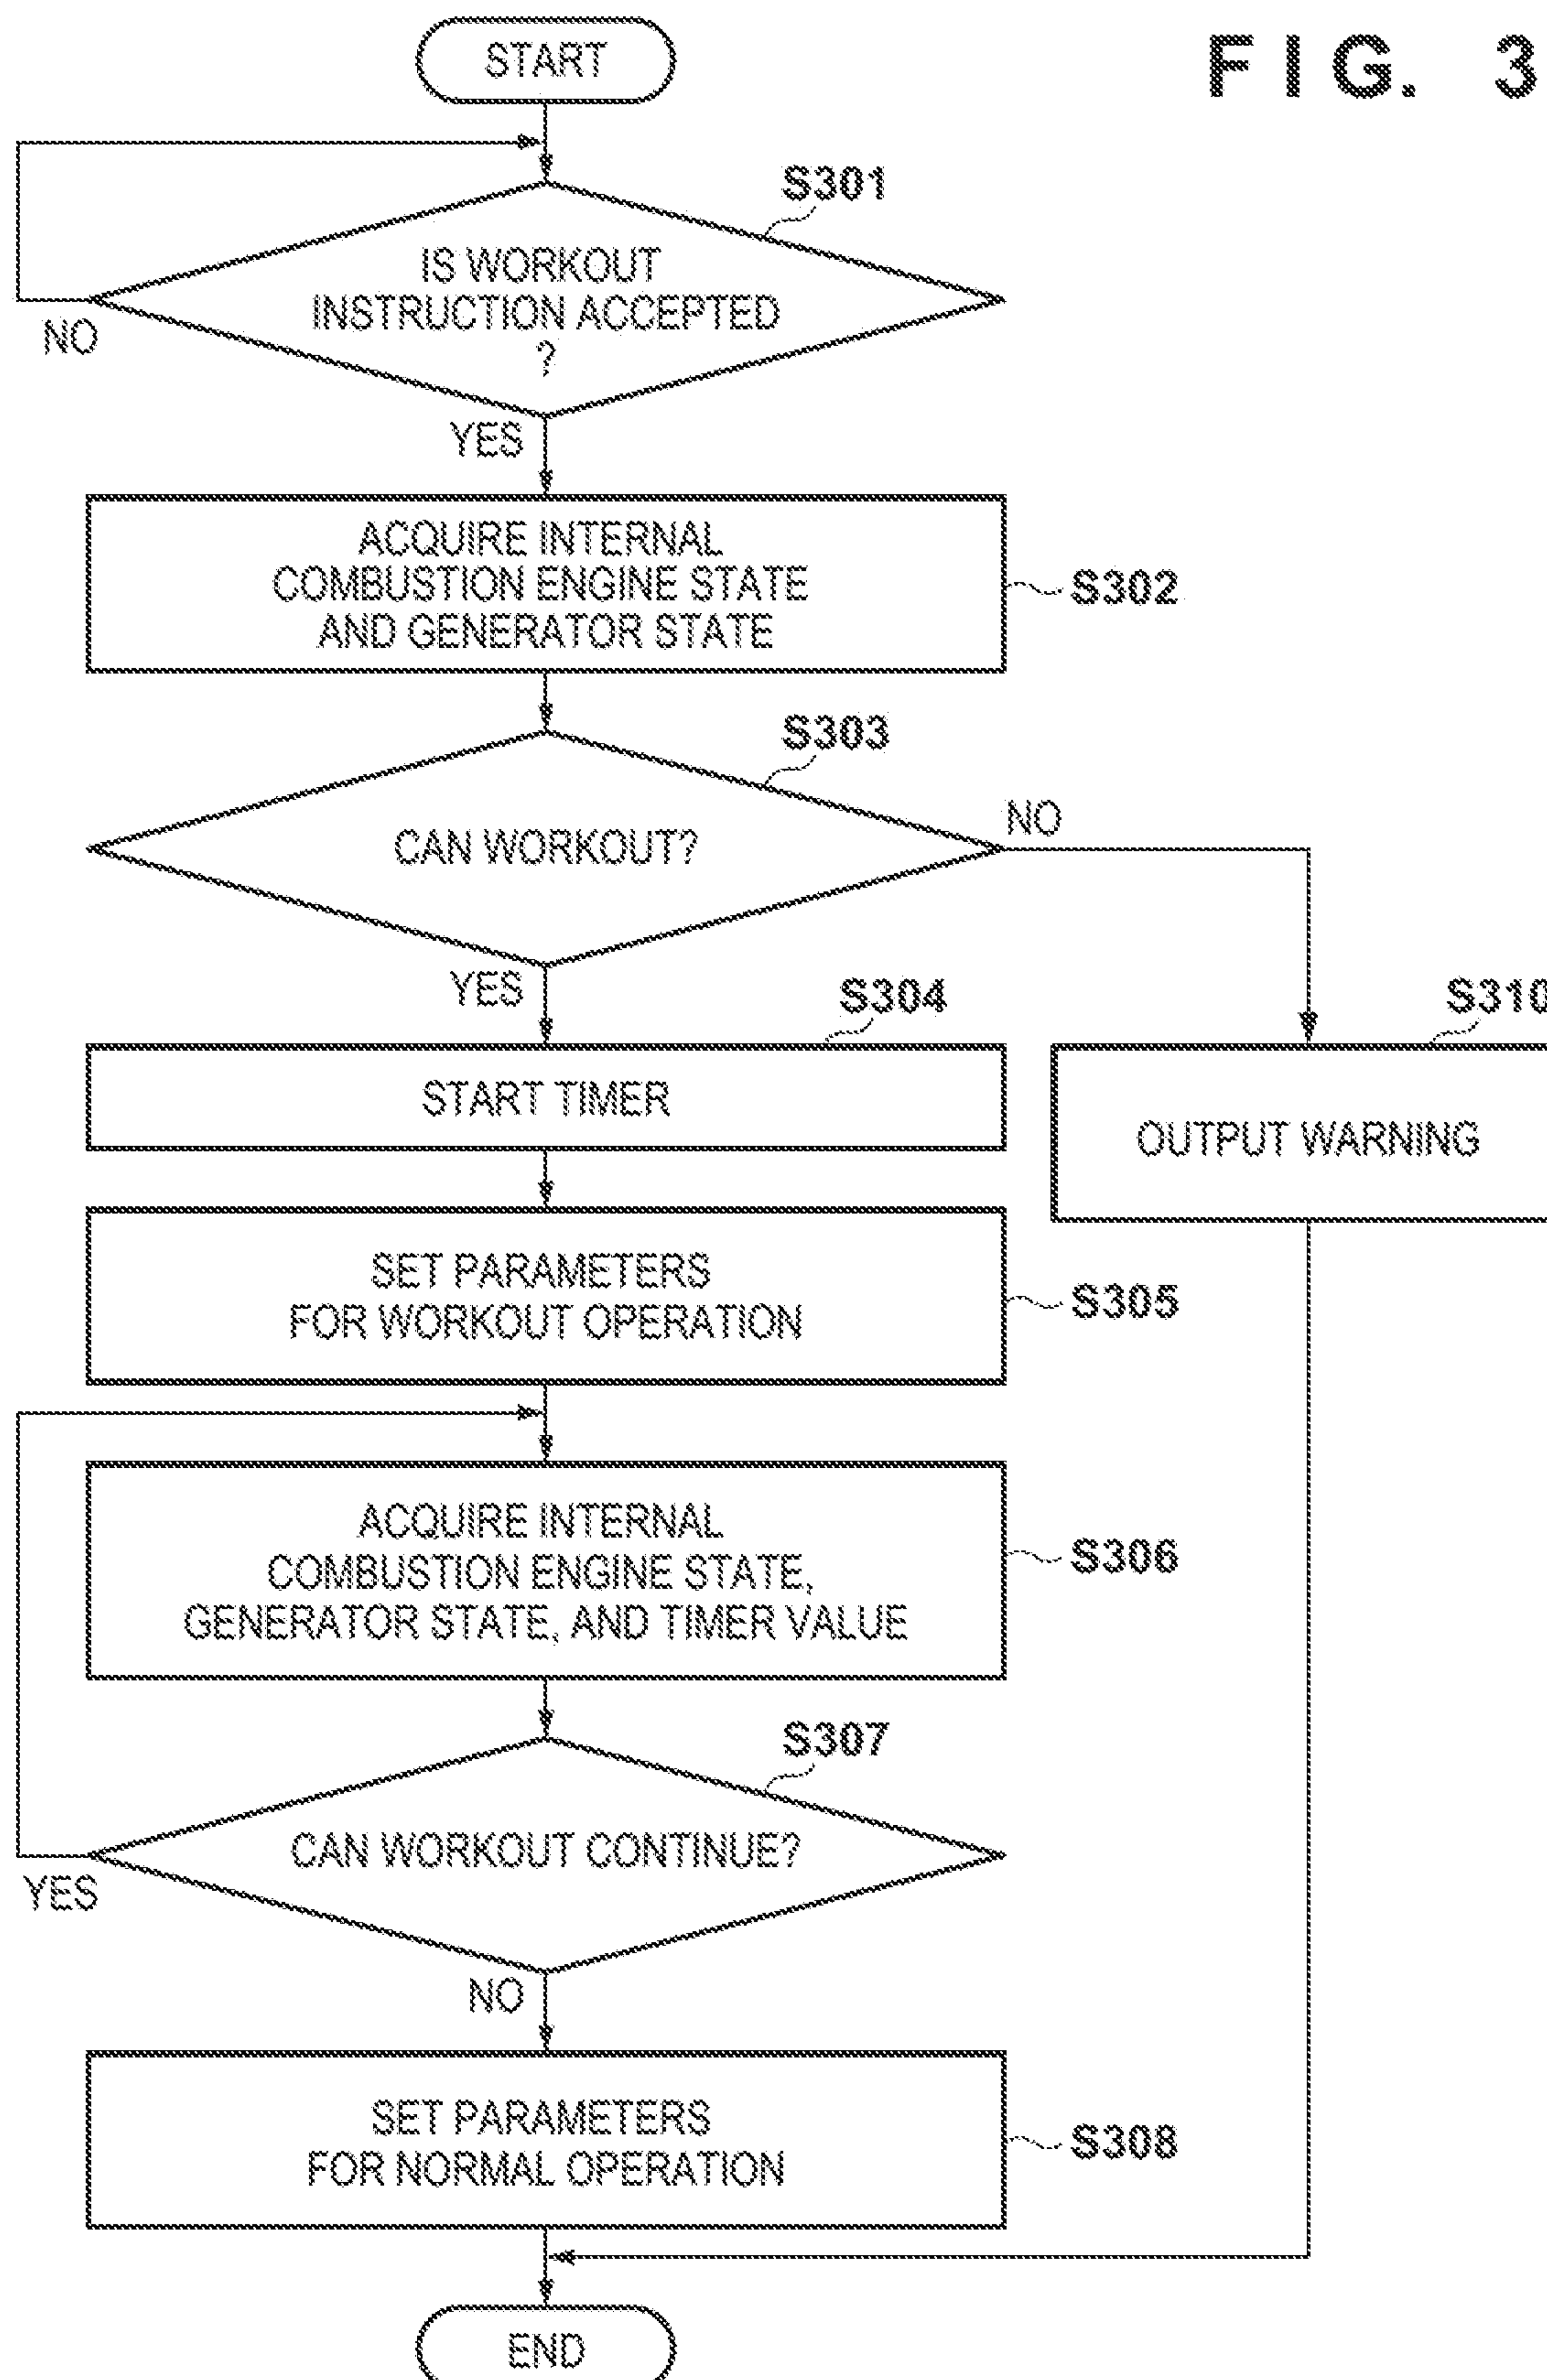 FIG. 3
START
S301
IS WORKOUT
INSTRUCTION ACCEPTED
?
NO
YES
ACQUIRE INTERNAL
COMBUSTION ENGINE STATE
AND GENERATOR STATE
S302
S303
CAN WORKOUT?
NO
YES
S304
START TIMER
S310
OUTPUT WARNING
SET PARAMETERS
FOR WORKOUT OPERATION
S305
ACQUIRE INTERNAL
COMBUSTION ENGINE STATE,
GENERATOR STATE, AND TIMER VALUE
S306
S307
CAN WORKOUT CONTINUE?
YES
NO
SET PARAMETERS
FOR NORMAL OPERATION
S308
END